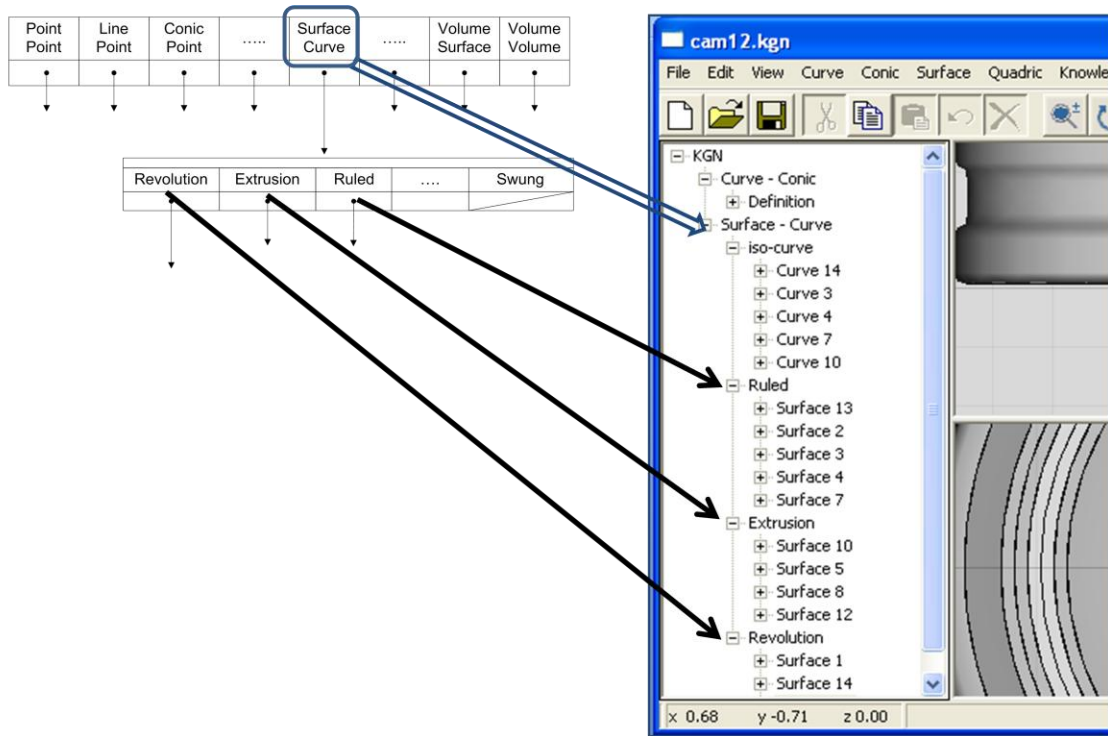 Point Line Conic ..... Surface ..... Volume Volume
Point Point Point Curve Surface Volume
Revolution Extrusion Ruled .... Swung
cam12.kgn
File Edit View Curve Conic Surface Quadric Knowle
KGN
Curve - Conic
Definition
Surface - Curve
iso-curve
Curve 14
Curve 3
Curve 4
Curve 7
Curve 10
Ruled
Surface 13
Surface 2
Surface 3
Surface 4
Surface 7
Extrusion
Surface 10
Surface 5
Surface 8
Surface 12
Revolution
Surface 1
Surface 14
x 0.68 y -0.71 z 0.00